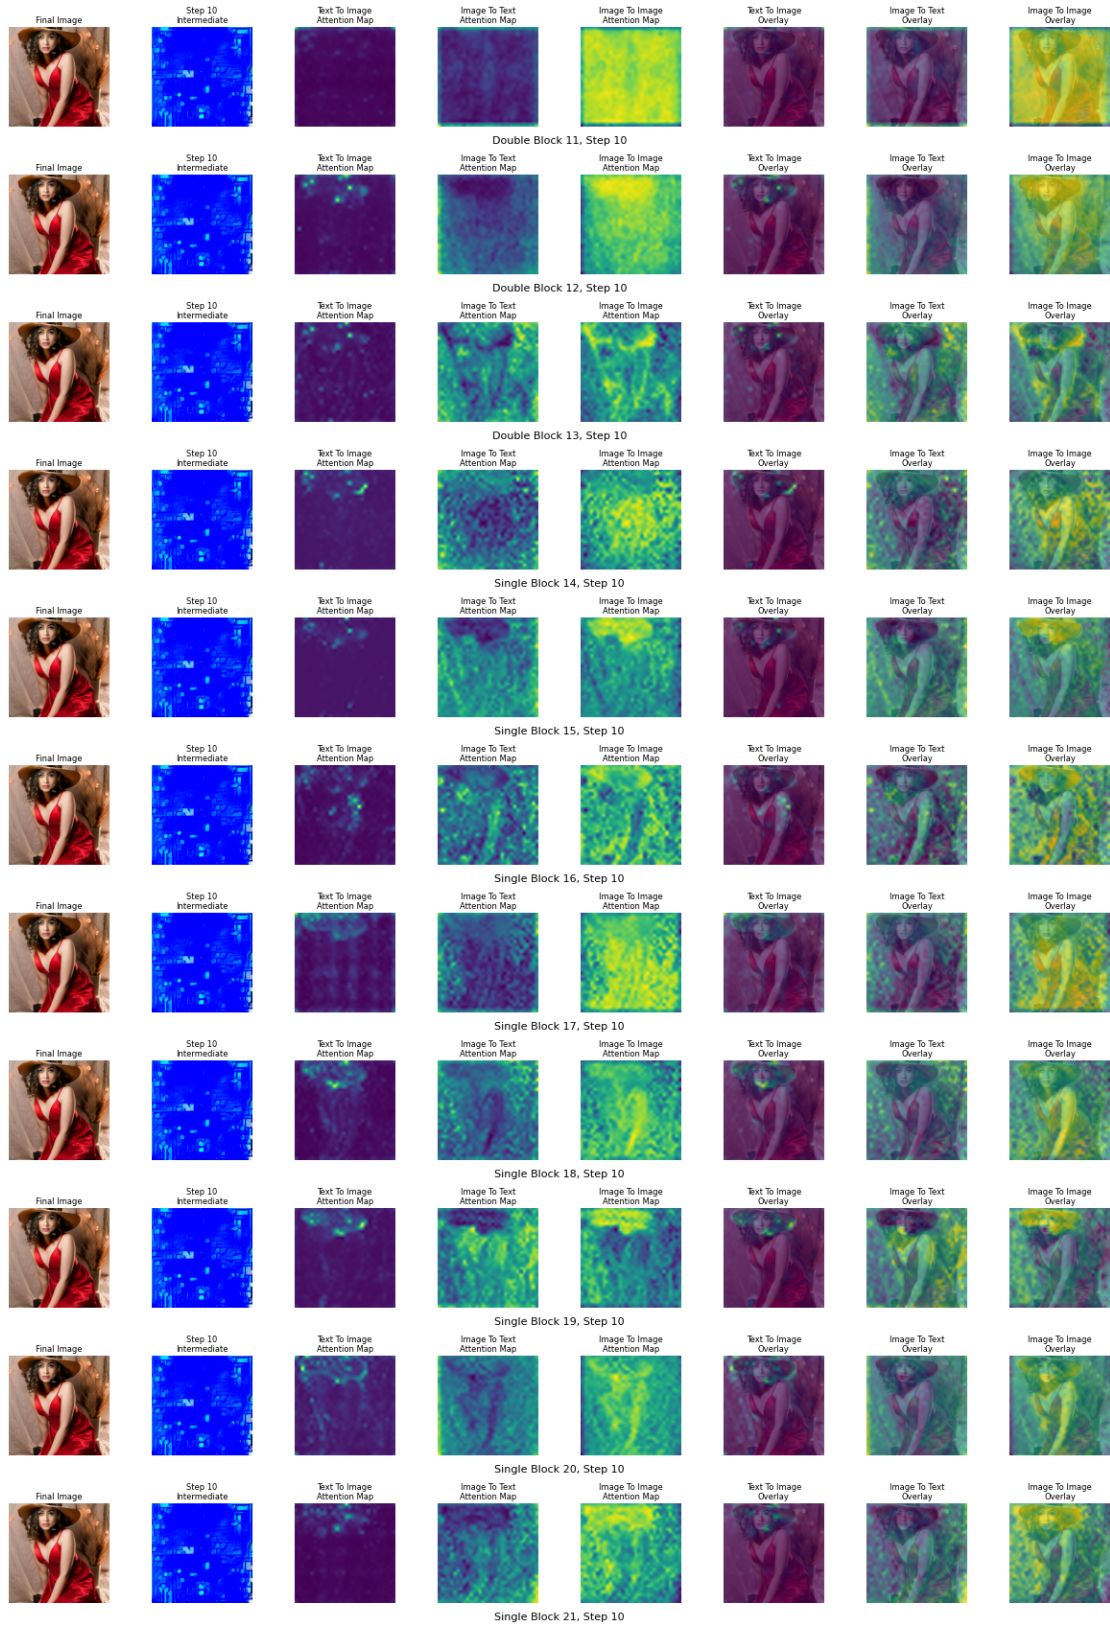 Step 10 Text To Image Image To Text Image To Image Text To Image Image To Text Image To Image
Final Image Intermediate Attention Map Attention Map Attention Map Overlay Overlay Overlay
Double Block 11, Step 10
Step 10 Text To Image Image To Text Image To Image Text To Image Image To Text Image To Image
Final Image Intermediate Attention Map Attention Map Attention Map Overlay Overlay Overlay
Double Block 12, Step 10
Step 10 Text To Image Image To Text Image To Image Text To Image Image To Text Image To Image
Final Image Intermediate Attention Map Attention Map Attention Map Overlay Overlay Overlay
Double Block 13, Step 10
Step 10 Text To Image Image To Text Image To Image Text To Image Image To Text Image To Image
Final Image Intermediate Attention Map Attention Map Attention Map Overlay Overlay Overlay
Single Block 14, Step 10
Step 10 Text To Image Image To Text Image To Image Text To Image Image To Text Image To Image
Final Image Intermediate Attention Map Attention Map Attention Map Overlay Overlay Overlay
Single Block 15, Step 10
Step 10 Text To Image Image To Text Image To Image Text To Image Image To Text Image To Image
Final Image Intermediate Attention Map Attention Map Attention Map Overlay Overlay Overlay
Single Block 16, Step 10
Step 10 Text To Image Image To Text Image To Image Text To Image Image To Text Image To Image
Final Image Intermediate Attention Map Attention Map Attention Map Overlay Overlay Overlay
Single Block 17, Step 10
Step 10 Text To Image Image To Text Image To Image Text To Image Image To Text Image To Image
Final Image Intermediate Attention Map Attention Map Attention Map Overlay Overlay Overlay
Single Block 18, Step 10
Step 10 Text To Image Image To Text Image To Image Text To Image Image To Text Image To Image
Final Image Intermediate Attention Map Attention Map Attention Map Overlay Overlay Overlay
Single Block 19, Step 10
Step 10 Text To Image Image To Text Image To Image Text To Image Image To Text Image To Image
Final Image Intermediate Attention Map Attention Map Attention Map Overlay Overlay Overlay
Single Block 20, Step 10
Step 10 Text To Image Image To Text Image To Image Text To Image Image To Text Image To Image
Final Image Intermediate Attention Map Attention Map Attention Map Overlay Overlay Overlay
Single Block 21, Step 10